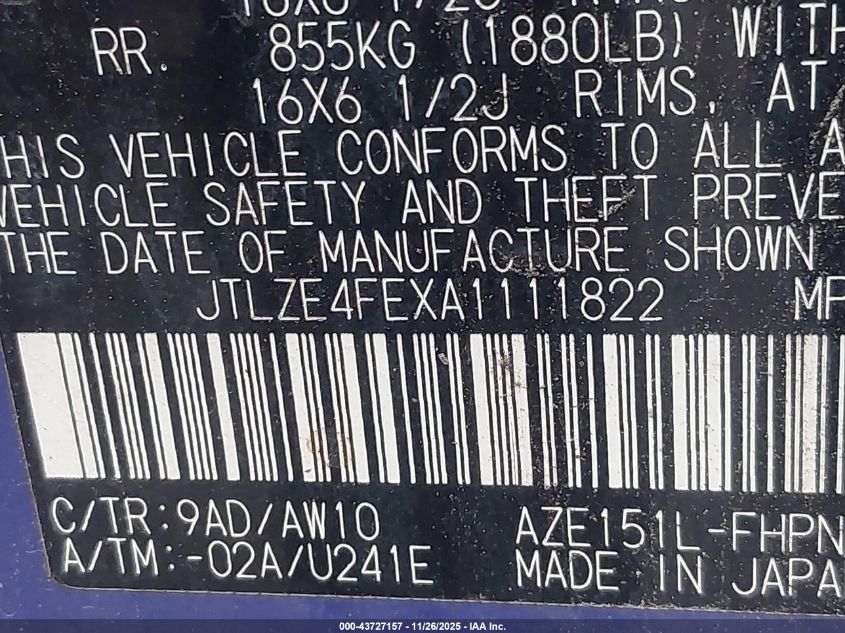 RR. 855KG (1880LB) WITH
16X6 1/2J RIMS, AT
THIS VEHICLE CONFORMS TO ALL A
VEHICLE SAFETY AND THEFT PREVE
THE DATE OF MANUFACTURE SHOWN
JTLZE4FEXA1111822 MP
C/TR:9AD/AW10 AZE151L-FHPN
A/TM:-02A/U241E MADE IN JAPA
000-43727157 - 11/26/2025 - IAA Inc.